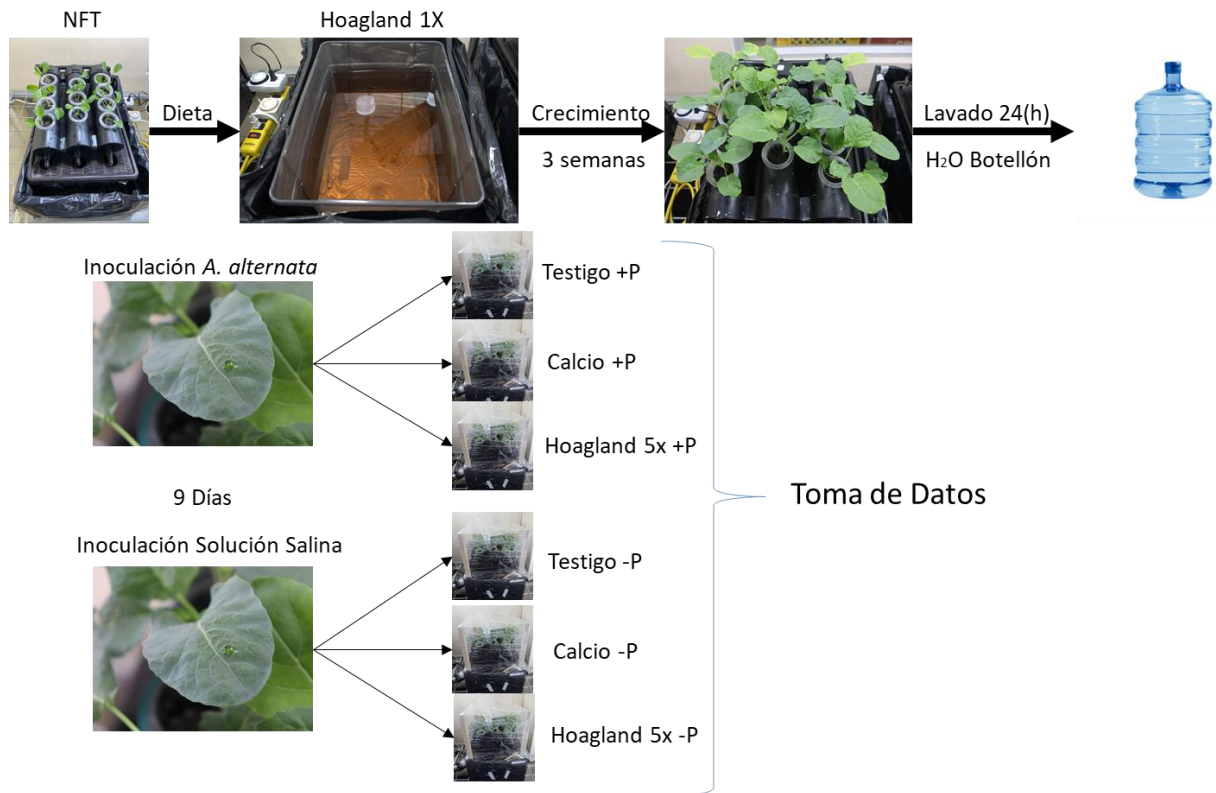 NFT
Hoagland 1X
Dieta
Crecimiento
3 semanas
Lavado 24(h)
H₂O Botellón
Inoculación A. alternata
Testigo +P
Calcio +P
Hoagland 5x +P
9 Días
Inoculación Solución Salina
Testigo -P
Calcio -P
Hoagland 5x -P
Toma de Datos